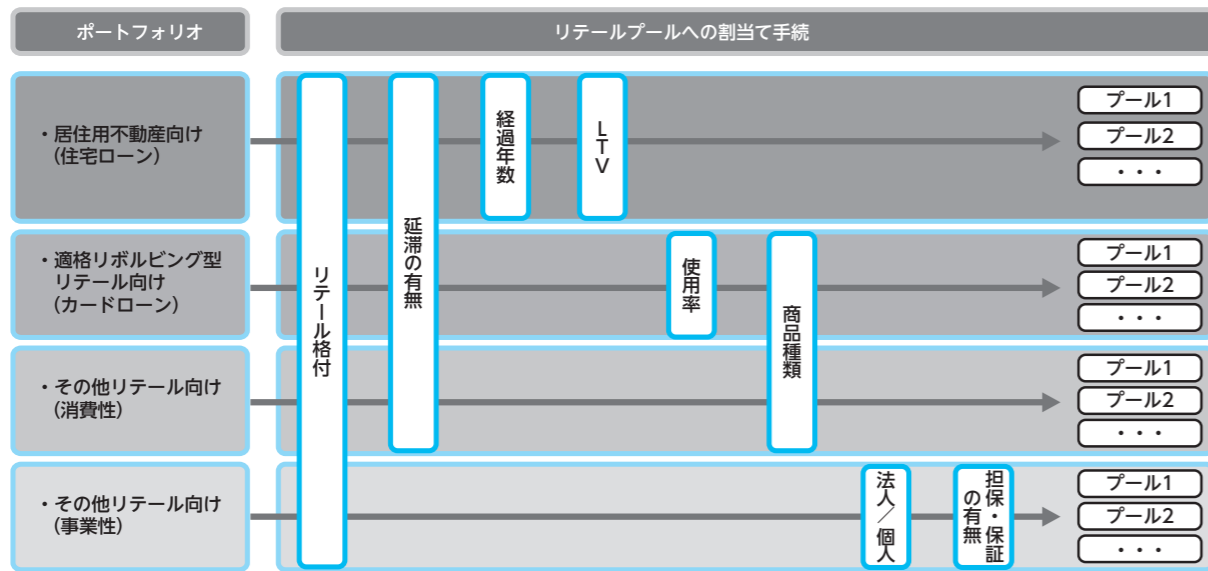 ポートフォリオ
リテールプールへの割当て手続
・居住用不動産向け
(住宅ローン)
・適格リボルビング型
リテール向け
(カードローン)
・その他リテール向け
(消費性)
・その他リテール向け
(事業性)
リテール格付
延滞の有無
経過年数
LTV
使用率
商品種類
法人／個人
担保・保証
の有無
プール1
プール2
・・・
プール1
プール2
・・・
プール1
プール2
・・・
プール1
プール2
・・・